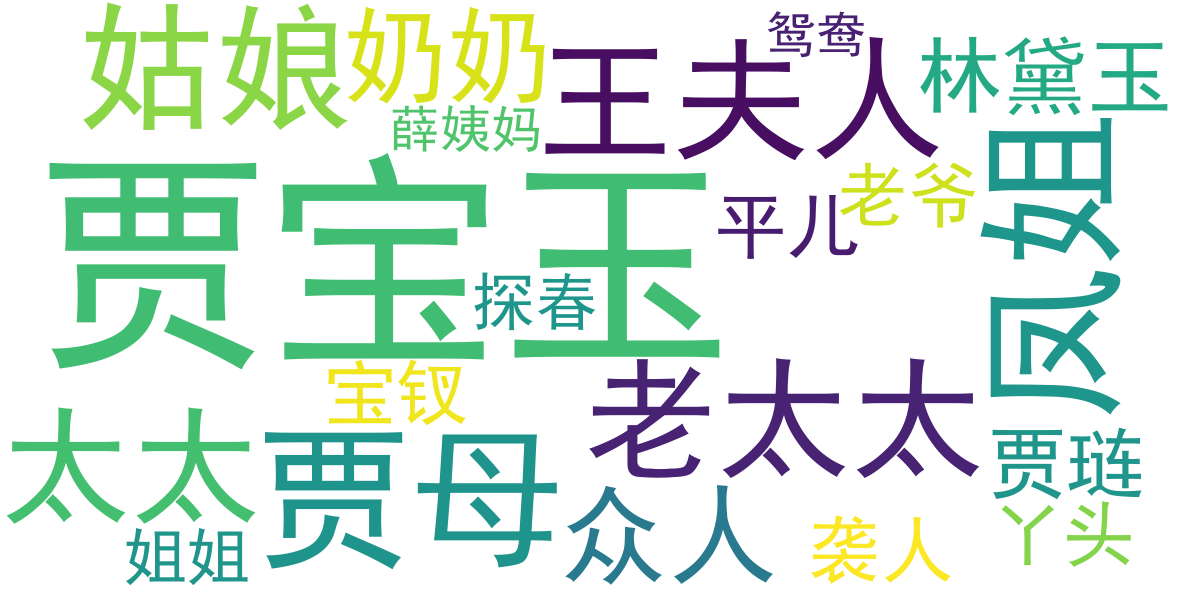 姑娘
奶奶
王夫人
鸳鸯
林黛玉
薛姨妈
贾宝玉
平儿
老爷
凤姐
探春
宝钗
老太太
太太
贾母
众人
贾琏
姐姐
袭人
丫头